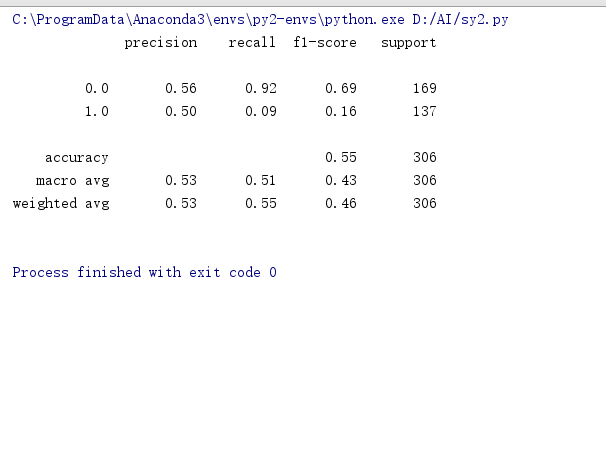 C:\ProgramData\Anaconda3\envs\py2-envs\python.exe D:/AI/sy2.py
precision recall f1-score support
0.0 0.56 0.92 0.69 169
1.0 0.50 0.09 0.16 137
accuracy 0.55 306
macro avg 0.53 0.51 0.43 306
weighted avg 0.53 0.55 0.46 306
Process finished with exit code 0